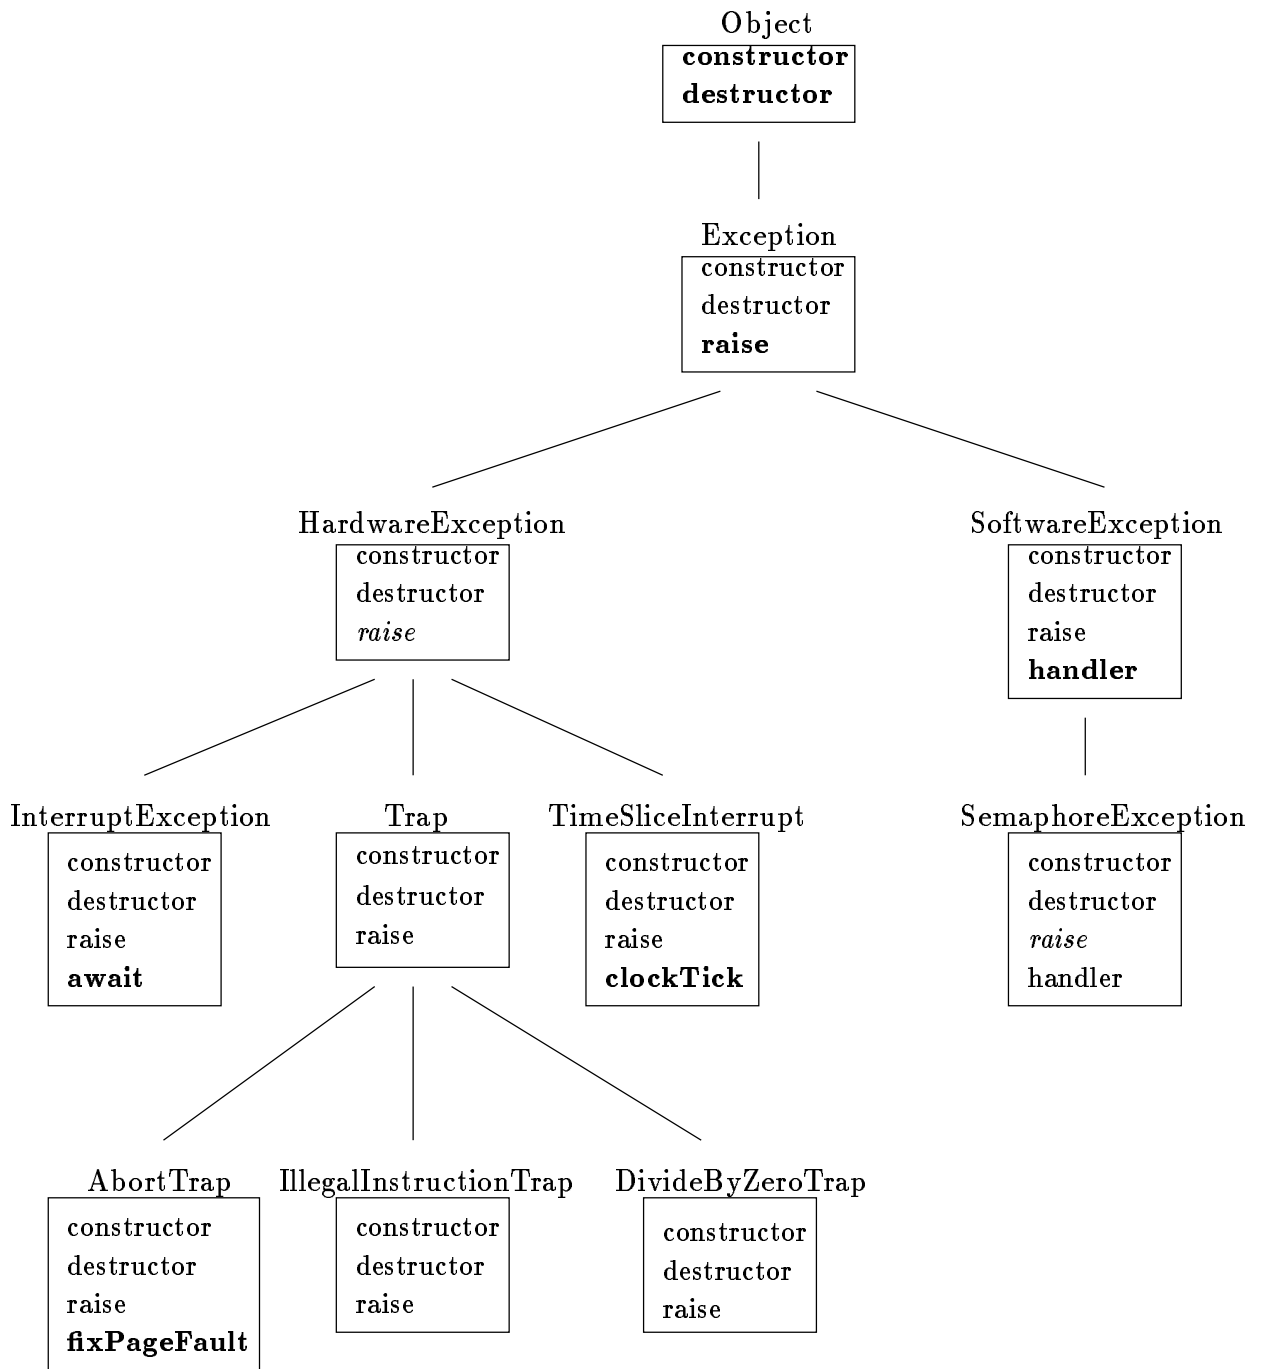 Object
constructor
destructor
Exception
constructor
destructor
raise
HardwareException
constructor
destructor
raise
SoftwareException
constructor
destructor
raise
handler
InterruptException
constructor
destructor
raise
await
Trap
constructor
destructor
raise
TimeSliceInterrupt
constructor
destructor
raise
clockTick
SemaphoreException
constructor
destructor
raise
handler
AbortTrap
constructor
destructor
raise
fixPageFault
IllegalInstructionTrap
constructor
destructor
raise
DivideByZeroTrap
constructor
destructor
raise